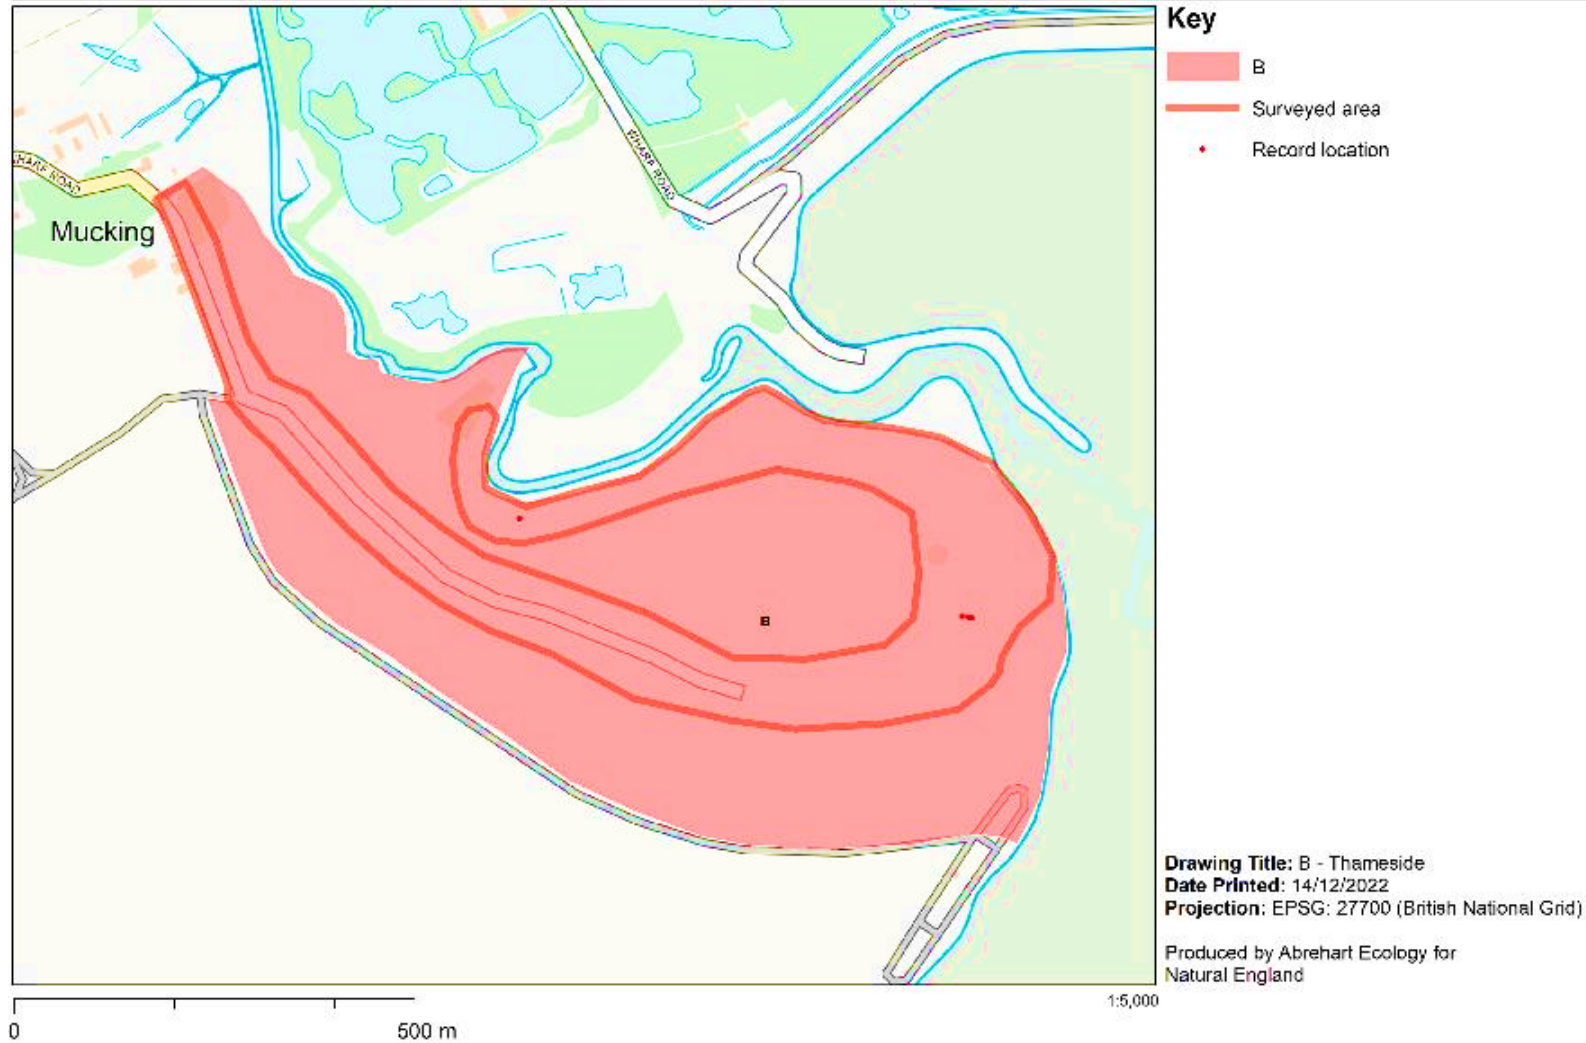 Key
B
Surveyed area
Record location
WHARF ROAD
HARF ROAD
Mucking
B
Drawing Title: B - Thameside
Date Printed: 14/12/2022
Projection: EPSG: 27700 (British National Grid)
Produced by Abrehart Ecology for
Natural England
1:5,000
0
500 m